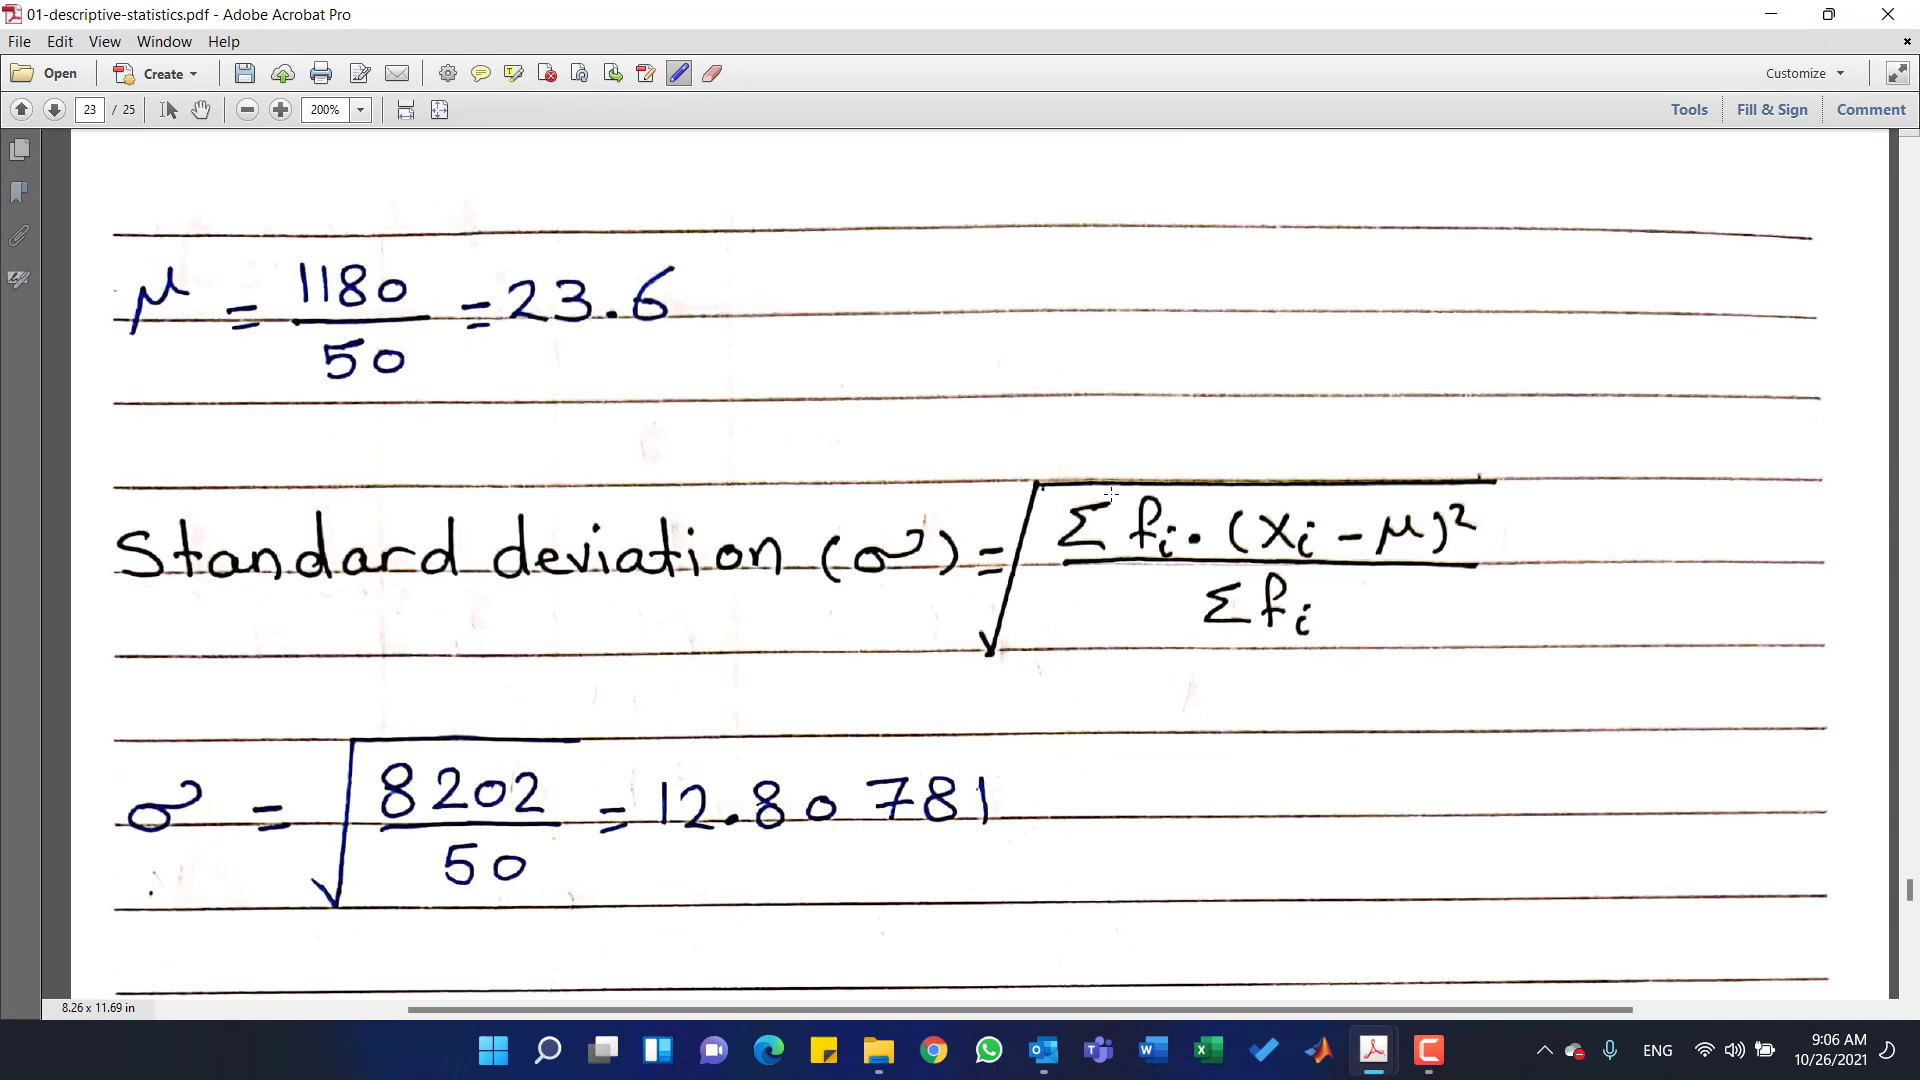 01-descriptive-statistics.pdf - Adobe Acrobat Pro
File Edit View Window Help
Open Create Customize
23 / 25 200% Tools Fill & Sign Comment
μ = 1180 / 50 = 23.6
Standard deviation (σ) = √(Σ fi . (xi - μ)² / Σ fi)
σ = √(8202 / 50) = 12.80781
8.26 x 11.69 in
ENG
9:06 AM
10/26/2021